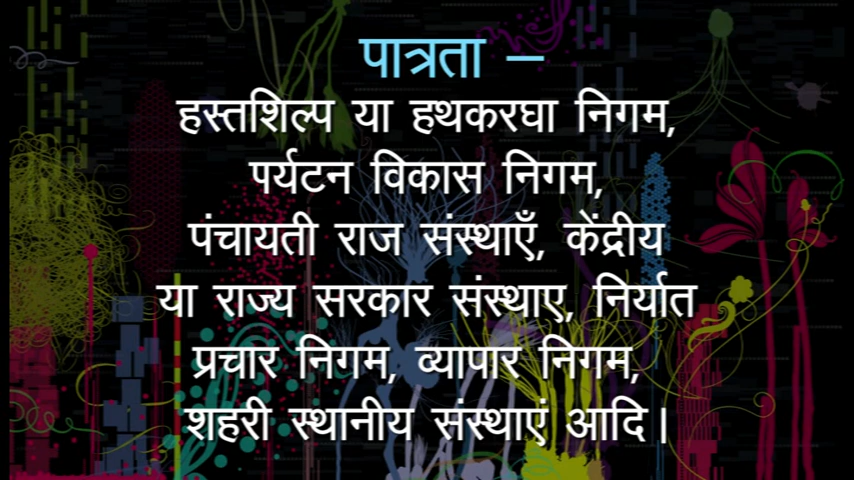 पात्रता –
हस्तशिल्प या हथकरघा निगम,
पर्यटन विकास निगम,
पंचायती राज संस्थाएँ, केंद्रीय
या राज्य सरकार संस्थाए, निर्यात
प्रचार निगम, व्यापार निगम,
शहरी स्थानीय संस्थाएं आदि।